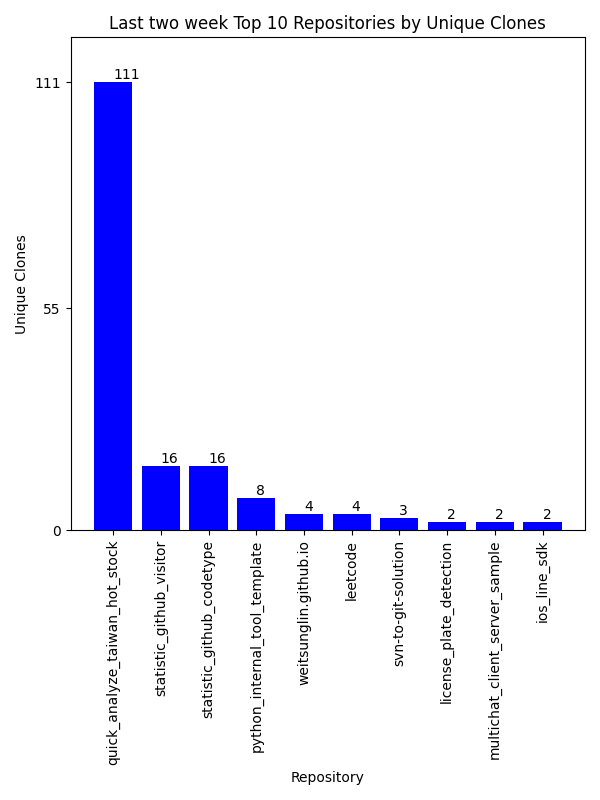 Last two week Top 10 Repositories by Unique Clones
Unique Clones
111
55
0
111
16
16
8
4
4
3
2
2
2
quick_analyze_taiwan_hot_stock
statistic_github_visitor
statistic_github_codetype
python_internal_tool_template
weitsunglin.github.io
leetcode
svn-to-git-solution
license_plate_detection
multichat_client_server_sample
ios_line_sdk
Repository